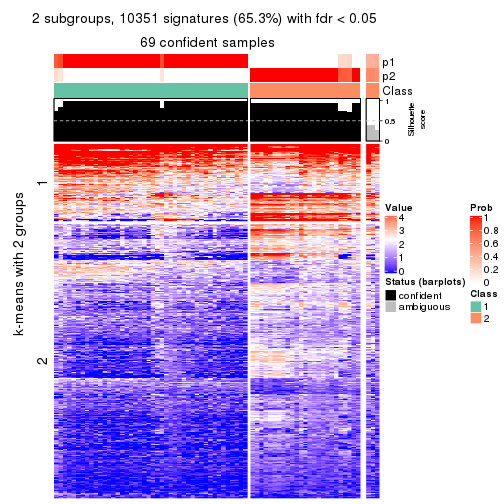 2 subgroups, 10351 signatures (65.3%) with fdr < 0.05
69 confident samples
p1
p2
Class
1
0.5
0
Silhouette
score
k-means with 2 groups
1
2
Value
4
3
2
1
0
Prob
1
0.8
0.6
0.4
0.2
0
Status (barplots)
confident
ambiguous
Class
1
2